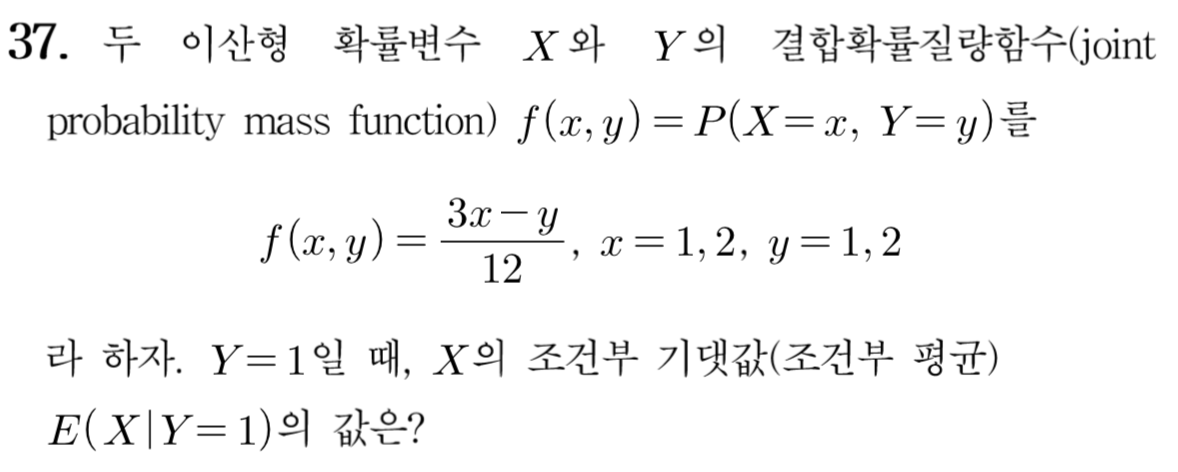 37. 두 이산형 확률변수 X와 Y의 결합확률질량함수(joint
probability mass function) f(x, y) = P(X = x, Y = y)를
f(x, y) = \frac{3x - y}{12}, x = 1, 2, y = 1, 2
라 하자. Y = 1일 때, X의 조건부 기댓값(조건부 평균)
E(X|Y = 1)의 값은?